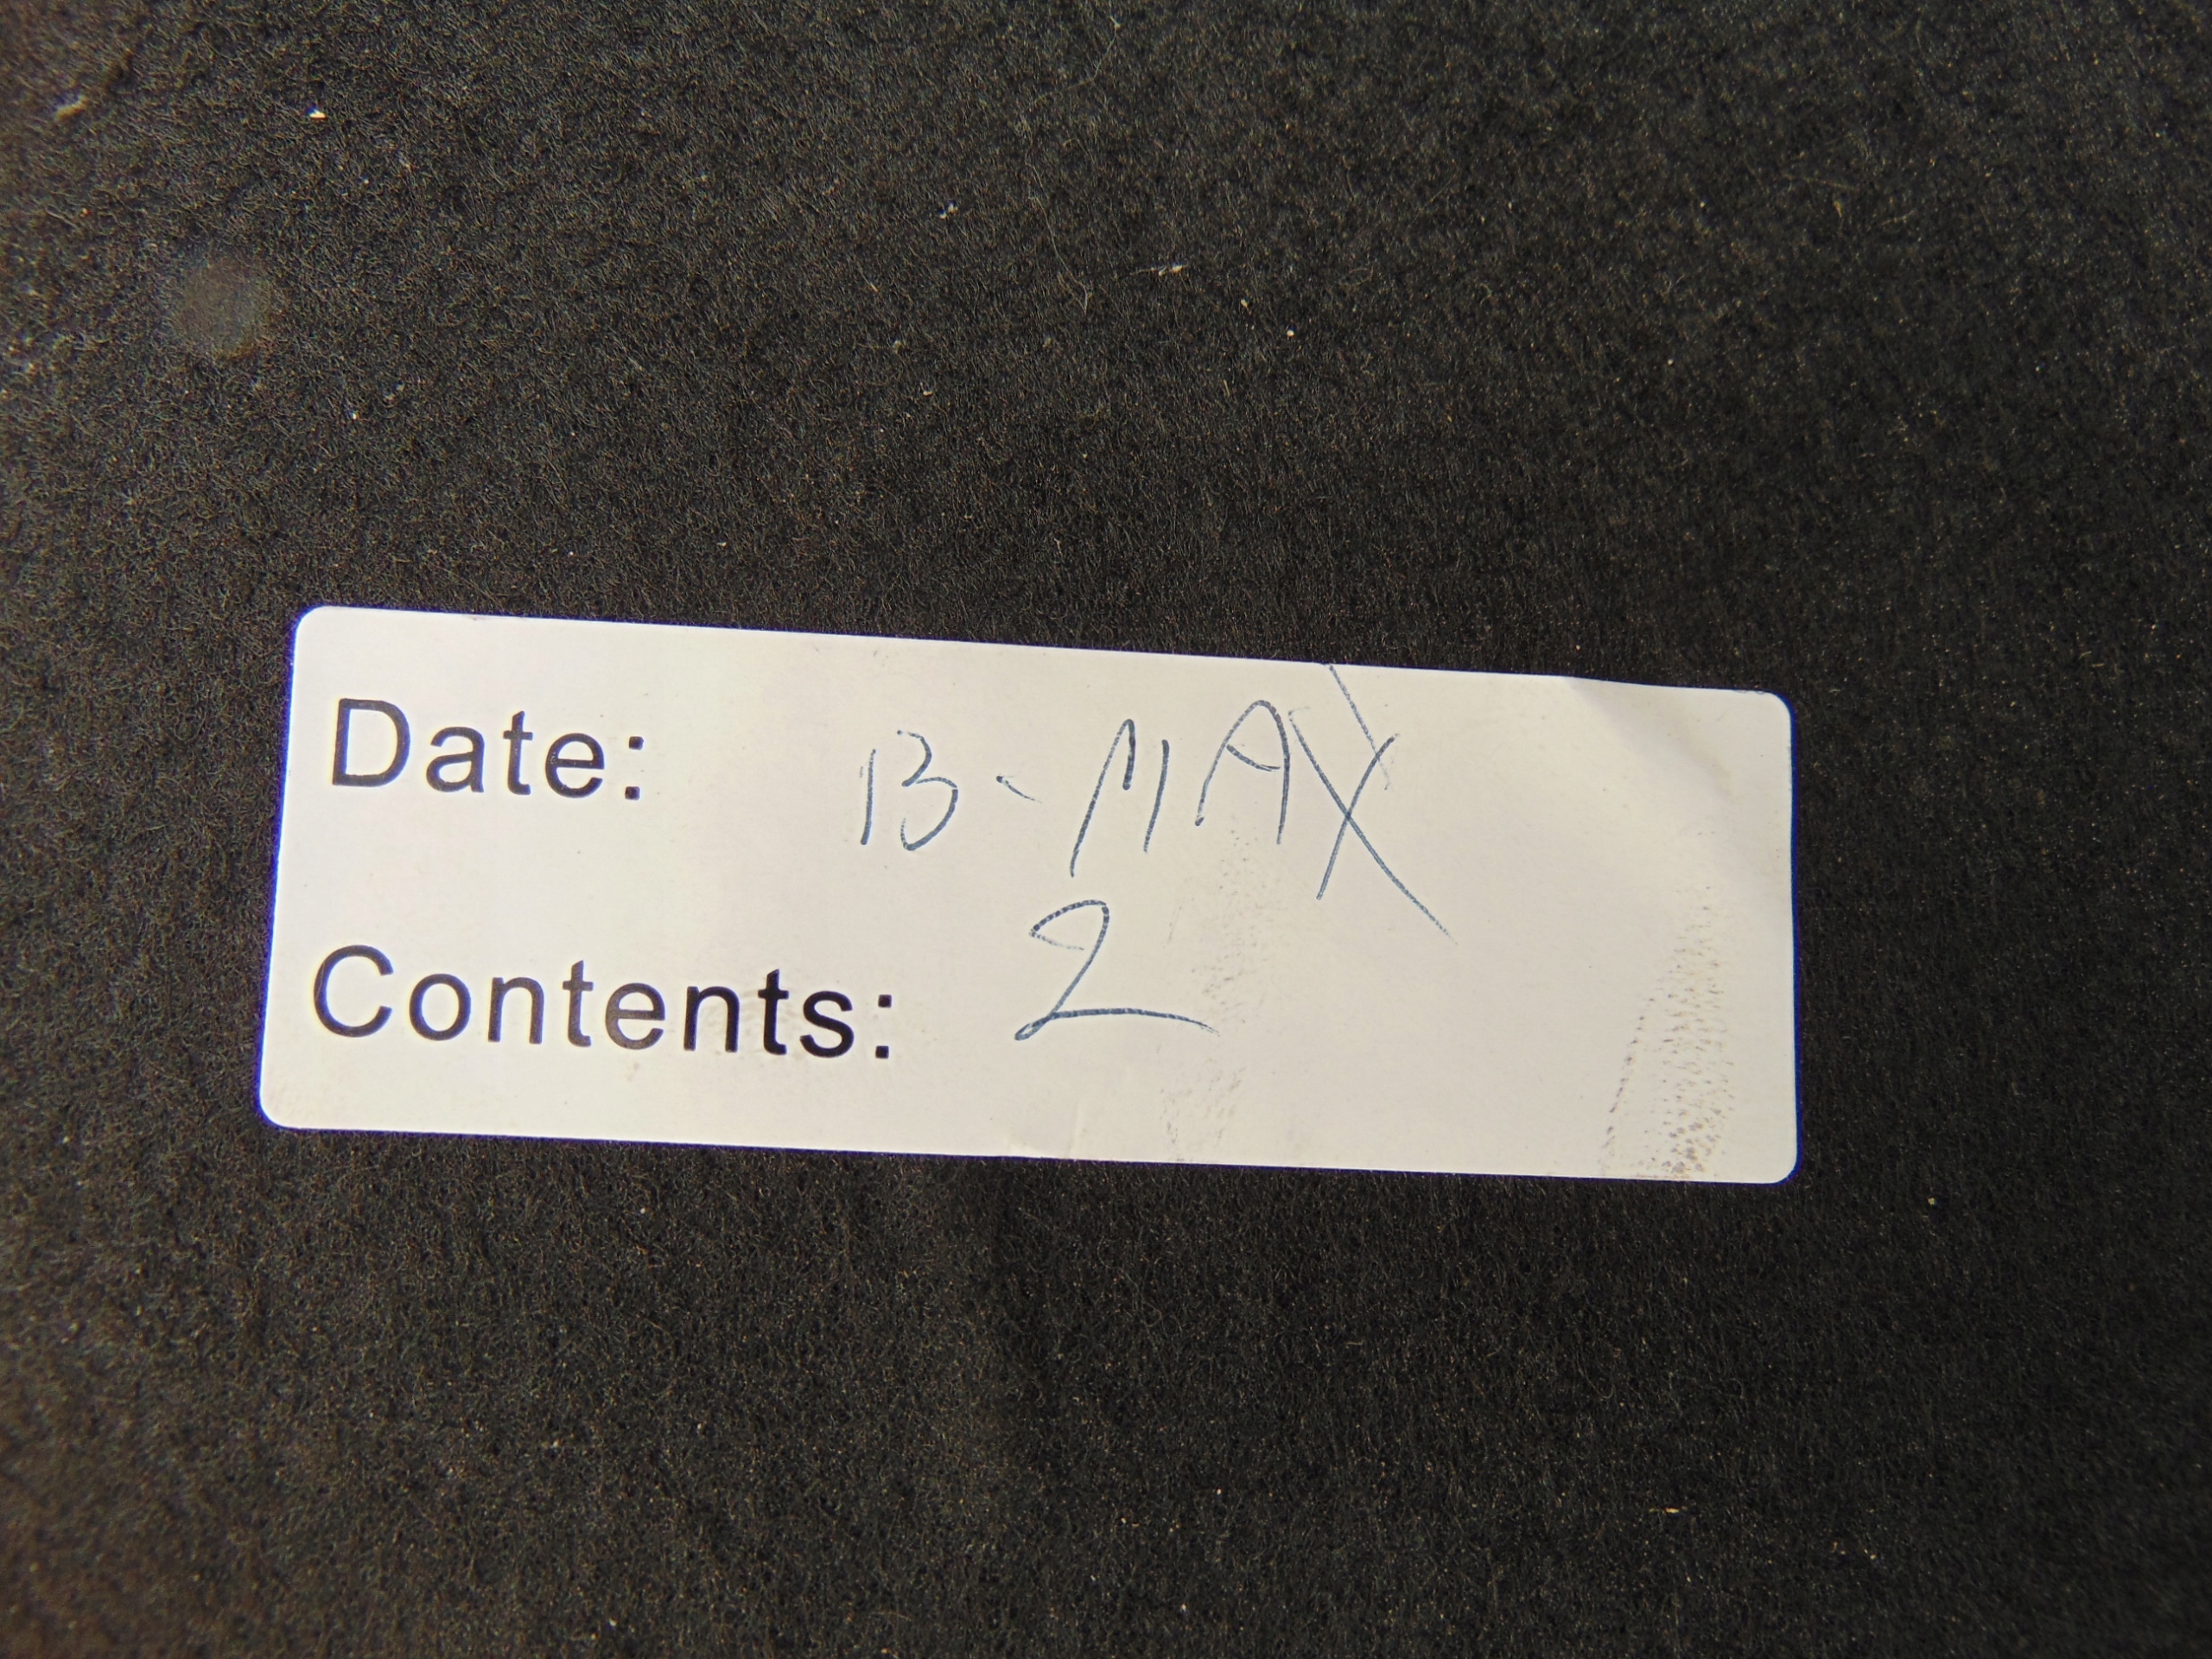 Date: B-MAX
Contents: 2